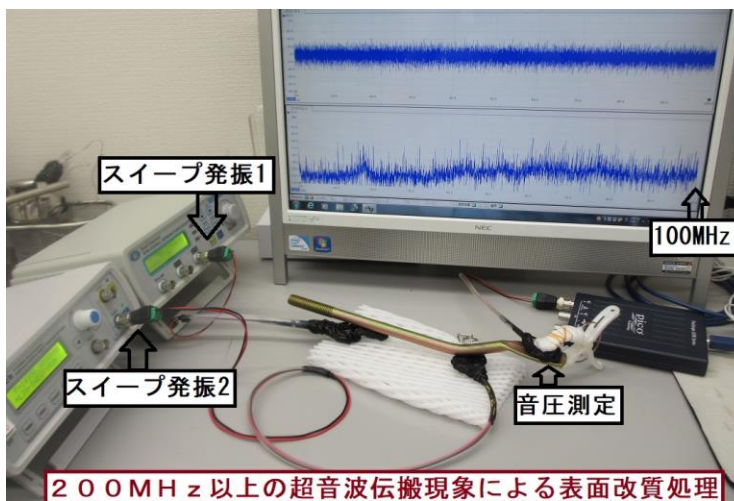 スイープ発振1
100MHz
NEC
pico
スイープ発振2
音圧測定
200MHz以上の超音波伝搬現象による表面改質処理